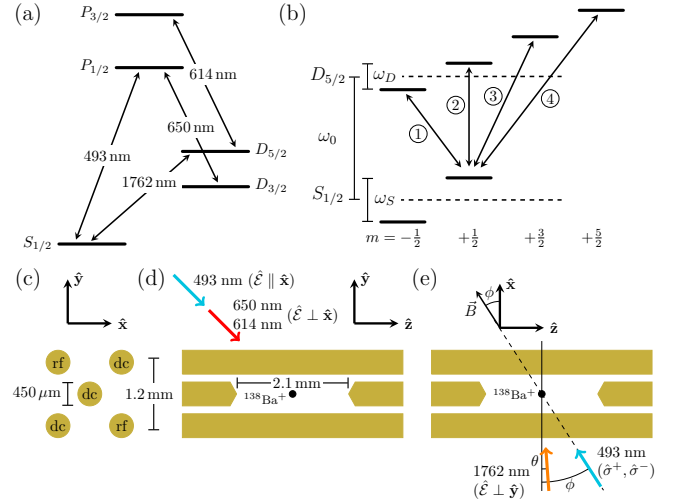 (a)
P3/2
P1/2
614 nm
650 nm
493 nm
1762 nm
D5/2
D3/2
S1/2
(b)
D5/2
ωD
ω0
S1/2
ωS
① ② ③ ④
m = −1/2 +1/2 +3/2 +5/2
(c)
ŷ
x̂
rf dc
450 μm dc
dc rf
1.2 mm
(d)
493 nm (ℰ̂ ∥ x̂)
650 nm
614 nm (ℰ̂ ⊥ x̂)
ŷ
ẑ
2.1 mm
¹³⁸Ba⁺
(e)
x̂
B⃗ ϕ
ẑ
¹³⁸Ba⁺
θ
1762 nm
(ℰ̂ ⊥ ŷ)
ϕ
493 nm
(σ̂⁺, σ̂⁻)